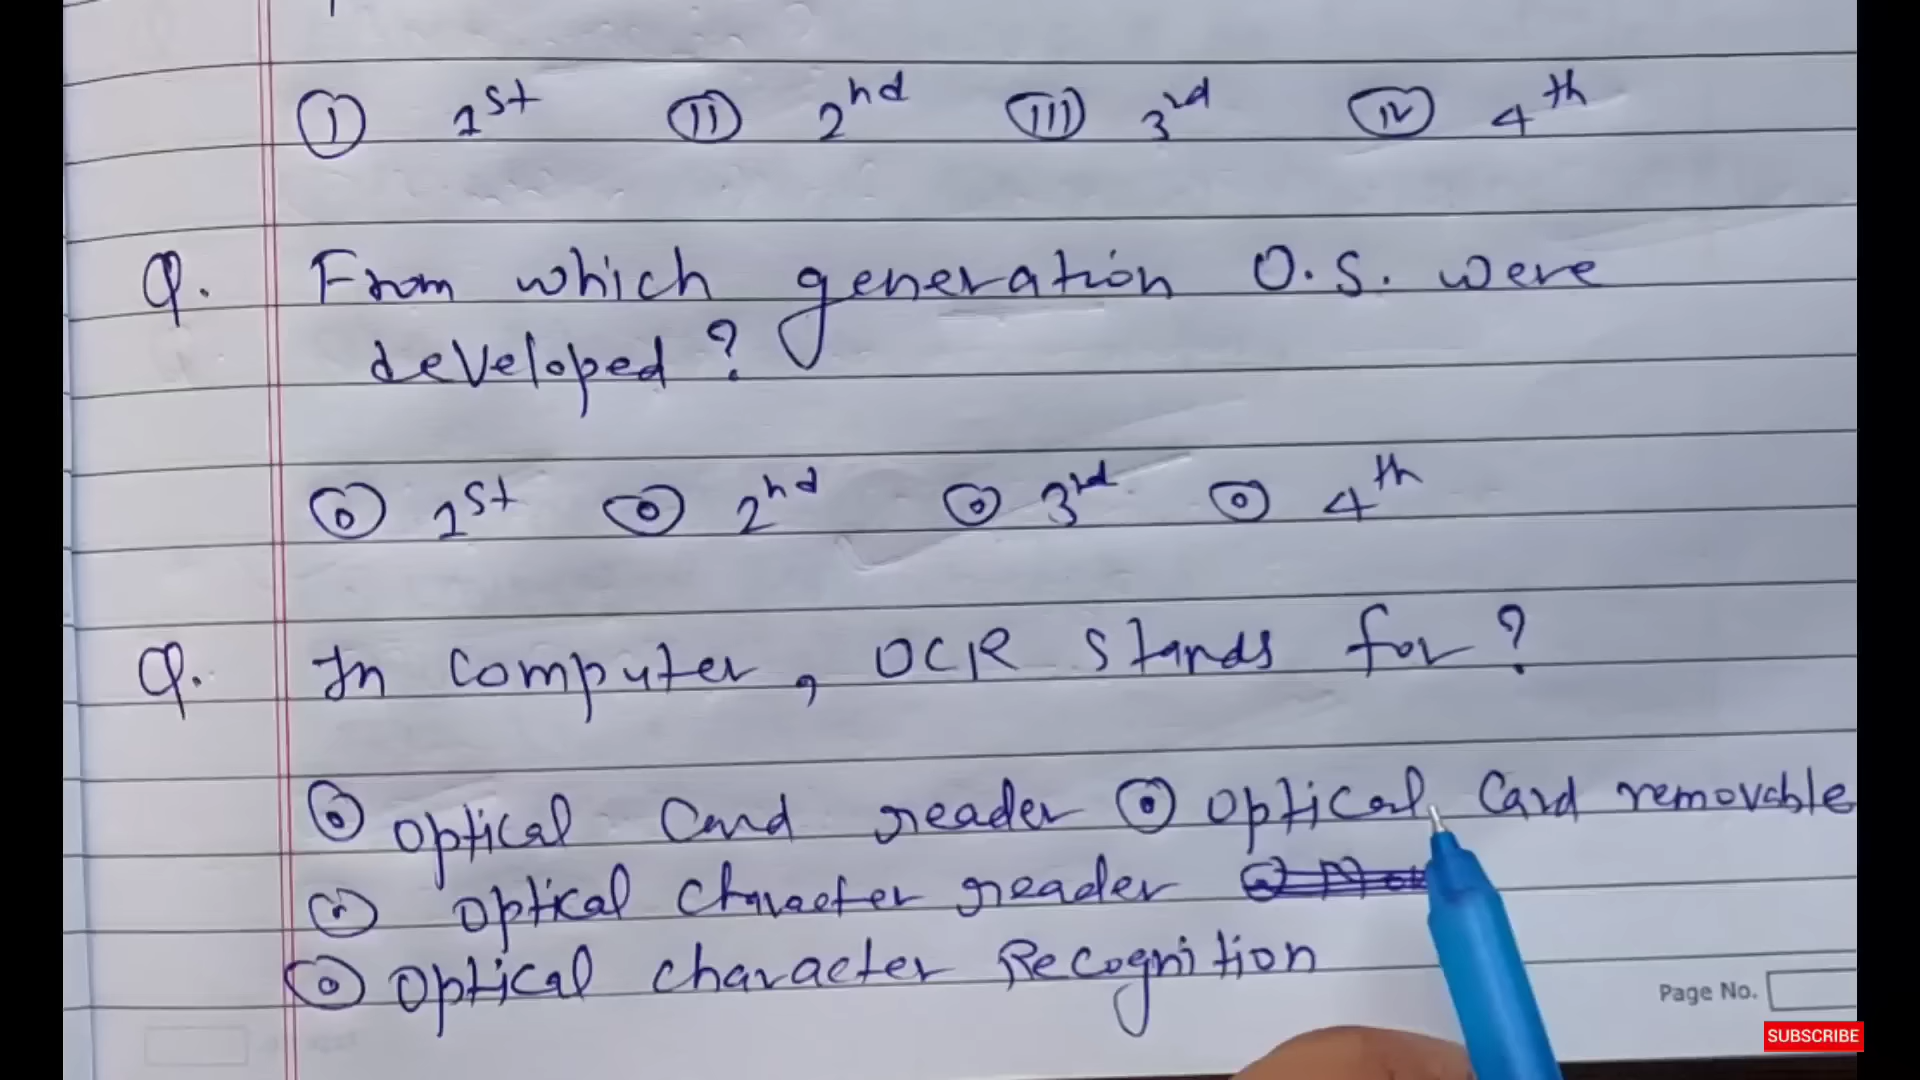 I 1st II 2nd III 3rd IV 4th
Q. From which generation O.S. were
developed ?
1st 2nd 3rd 4th
Q. In computer, OCR stands for ?
optical Card reader optical Card removable
optical character reader
optical character Recognition
Page No.
SUBSCRIBE